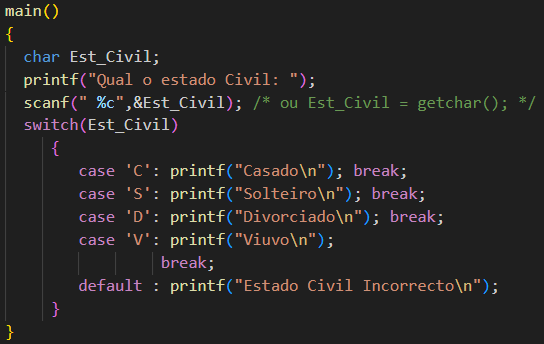 main()
{
char Est_Civil;
printf("Qual o estado Civil: ");
scanf(" %c",&Est_Civil); /* ou Est_Civil = getchar(); */
switch(Est_Civil)
{
case 'C': printf("Casado\n"); break;
case 'S': printf("Solteiro\n"); break;
case 'D': printf("Divorciado\n"); break;
case 'V': printf("Viuvo\n");
break;
default : printf("Estado Civil Incorrecto\n");
}
}